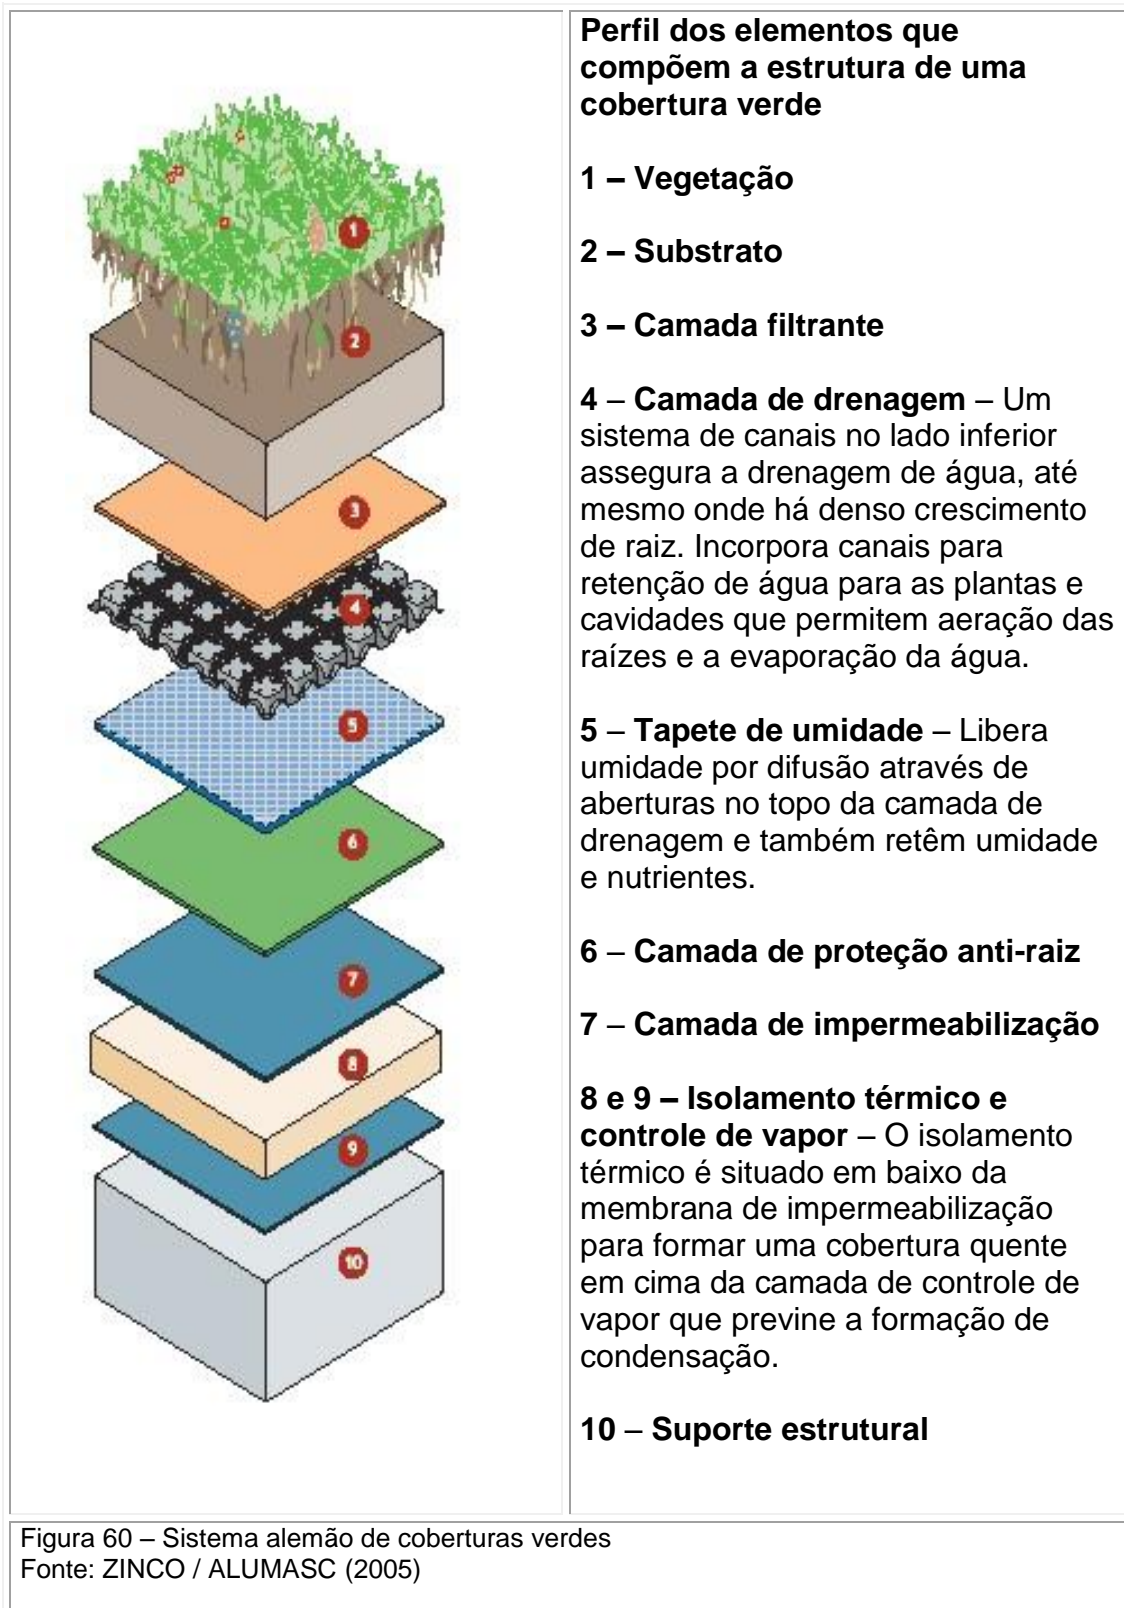 Perfil dos elementos que
compõem a estrutura de uma
cobertura verde
1 – Vegetação
2 – Substrato
3 – Camada filtrante
4 – Camada de drenagem – Um
sistema de canais no lado inferior
assegura a drenagem de água, até
mesmo onde há denso crescimento
de raiz. Incorpora canais para
retenção de água para as plantas e
cavidades que permitem aeração das
raízes e a evaporação da água.
5 – Tapete de umidade – Libera
umidade por difusão através de
aberturas no topo da camada de
drenagem e também retêm umidade
e nutrientes.
6 – Camada de proteção anti-raiz
7 – Camada de impermeabilização
8 e 9 – Isolamento térmico e
controle de vapor – O isolamento
térmico é situado em baixo da
membrana de impermeabilização
para formar uma cobertura quente
em cima da camada de controle de
vapor que previne a formação de
condensação.
10 – Suporte estrutural
1
2
3
4
5
6
7
8
9
10
Figura 60 – Sistema alemão de coberturas verdes
Fonte: ZINCO / ALUMASC (2005)